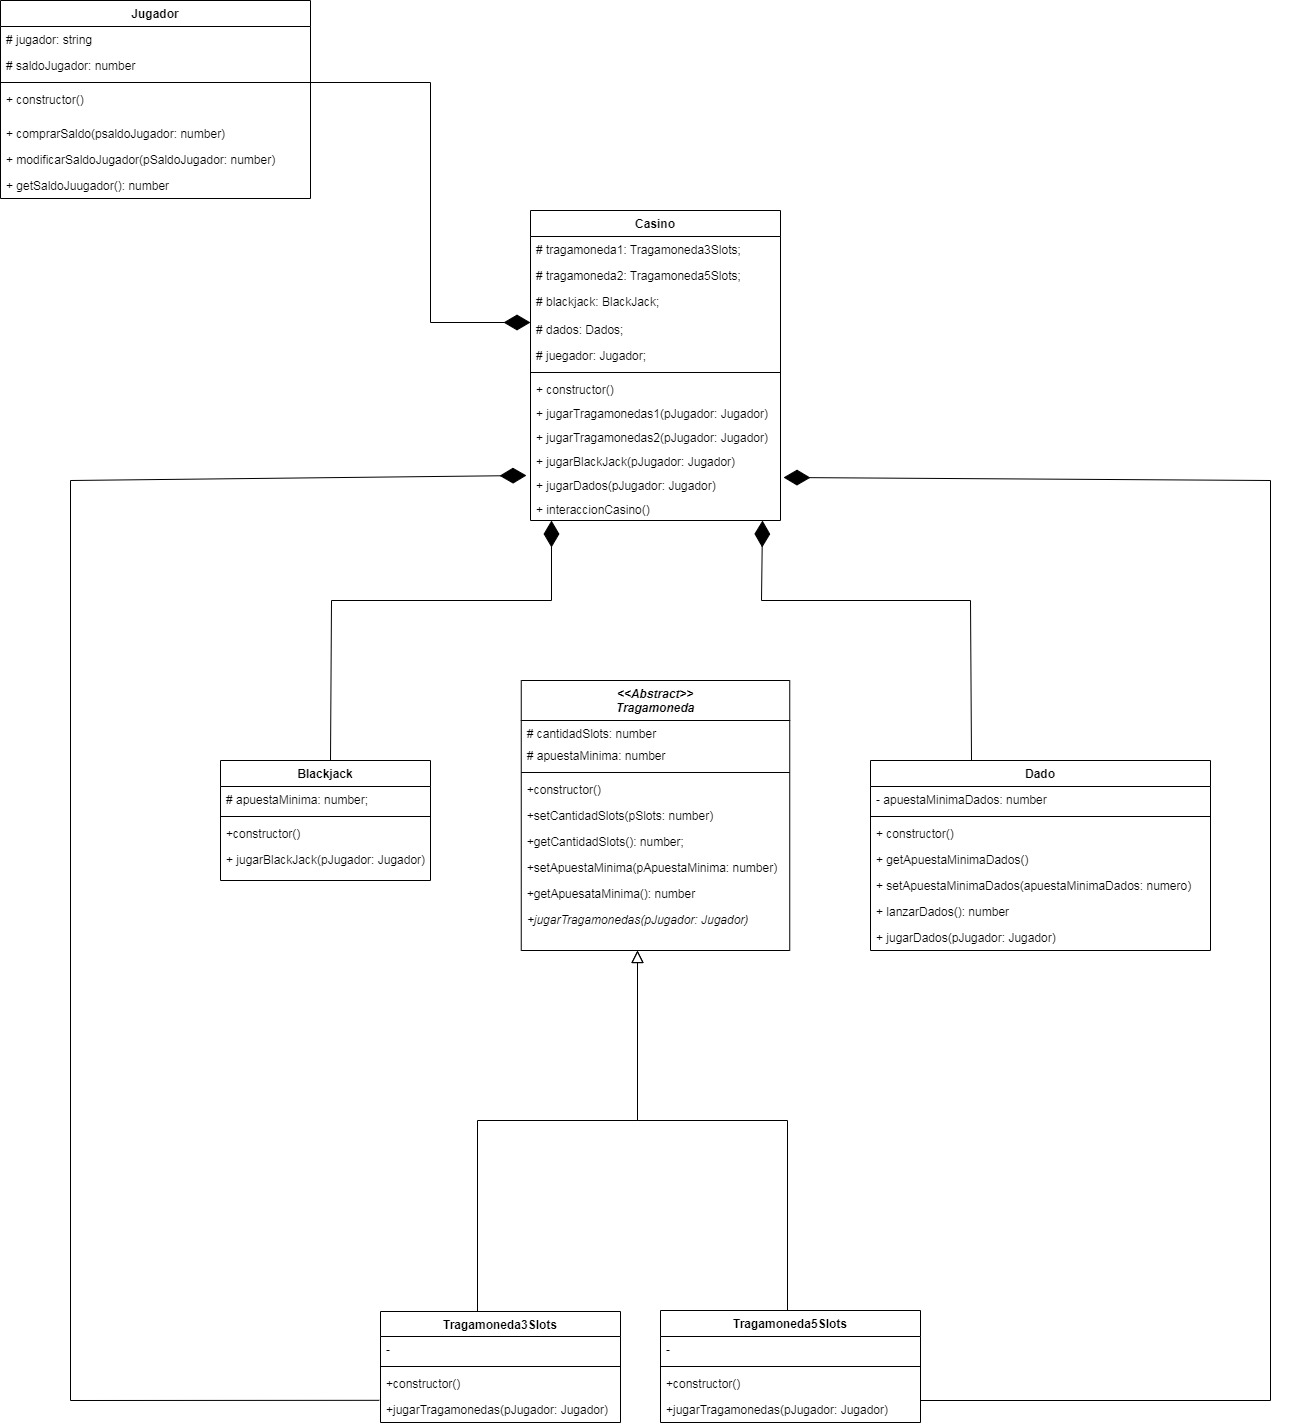 Jugador
# jugador: string
# saldoJugador: number
+ constructor()
+ comprarSaldo(psaldoJugador: number)
+ modificarSaldoJugador(pSaldoJugador: number)
+ getSaldoJuugador(): number
Casino
# tragamoneda1: Tragamoneda3Slots;
# tragamoneda2: Tragamoneda5Slots;
# blackjack: BlackJack;
# dados: Dados;
# juegador: Jugador;
+ constructor()
+ jugarTragamonedas1(pJugador: Jugador)
+ jugarTragamonedas2(pJugador: Jugador)
+ jugarBlackJack(pJugador: Jugador)
+ jugarDados(pJugador: Jugador)
+ interaccionCasino()
<<Abstract>>
Tragamoneda
# cantidadSlots: number
# apuestaMinima: number
+constructor()
+setCantidadSlots(pSlots: number)
+getCantidadSlots(): number;
+setApuestaMinima(pApuestaMinima: number)
+getApuesataMinima(): number
+jugarTragamonedas(pJugador: Jugador)
Blackjack
# apuestaMinima: number;
+constructor()
+ jugarBlackJack(pJugador: Jugador)
Dado
- apuestaMinimaDados: number
+ constructor()
+ getApuestaMinimaDados()
+ setApuestaMinimaDados(apuestaMinimaDados: numero)
+ lanzarDados(): number
+ jugarDados(pJugador: Jugador)
Tragamoneda3Slots
-
+constructor()
+jugarTragamonedas(pJugador: Jugador)
Tragamoneda5Slots
-
+constructor()
+jugarTragamonedas(pJugador: Jugador)